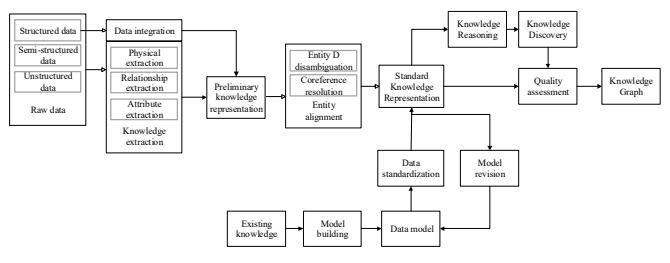 Structured data
Semi-structured
data
Unstructured
data
Raw data
Data integration
Physical
extraction
Relationship
extraction
Attribute
extraction
Knowledge
extraction
Preliminary
knowledge
representation
Entity D
disambiguation
Coreference
resolution
Entity
alignment
Standard
Knowledge
Representation
Knowledge
Reasoning
Knowledge
Discovery
Quality
assessment
Knowledge
Graph
Data
standardization
Model
revision
Existing
knowledge
Model
building
Data model